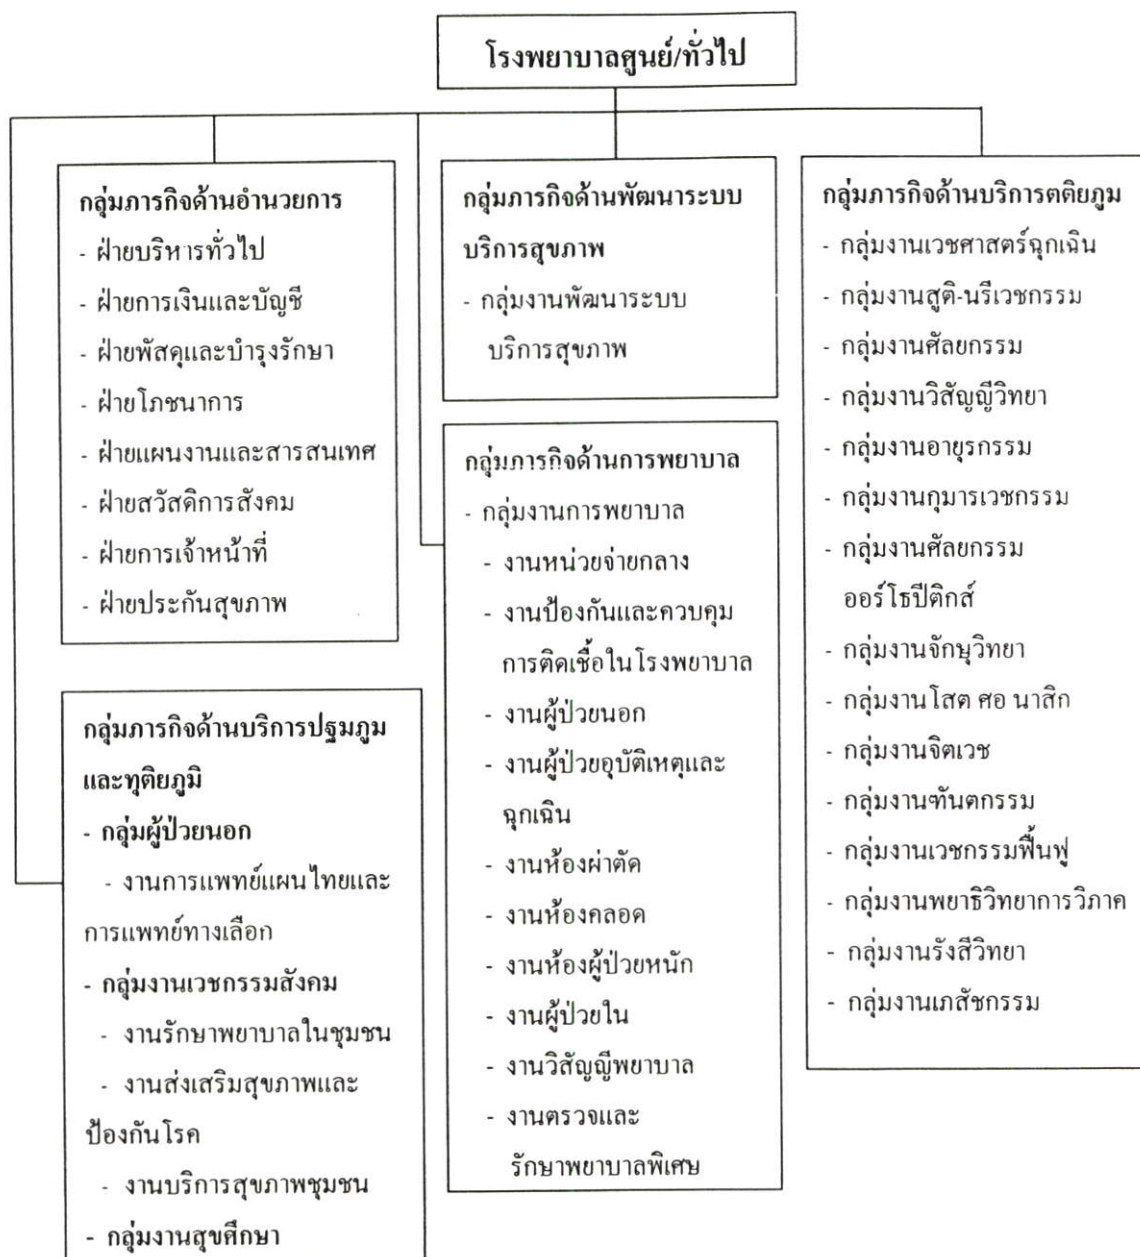 โรงพยาบาลศูนย์/ทั่วไป
กลุ่มภารกิจด้านอำนวยการ
- ฝ่ายบริหารทั่วไป
- ฝ่ายการเงินและบัญชี
- ฝ่ายพัสดุและบำรุงรักษา
- ฝ่ายโภชนาการ
- ฝ่ายแผนงานและสารสนเทศ
- ฝ่ายสวัสดิการสังคม
- ฝ่ายการเจ้าหน้าที่
- ฝ่ายประกันสุขภาพ
กลุ่มภารกิจด้านบริการปฐมภูม
และทุติยภูมิ
- กลุ่มผู้ป่วยนอก
- งานการแพทย์แผนไทยและ
การแพทย์ทางเลือก
- กลุ่มงานเวชกรรมสังคม
- งานรักษาพยาบาลในชุมชน
- งานส่งเสริมสุขภาพและ
ป้องกันโรค
- งานบริการสุขภาพชุมชน
- กลุ่มงานสุขศึกษา
กลุ่มภารกิจด้านพัฒนาระบบ
บริการสุขภาพ
- กลุ่มงานพัฒนาระบบ
บริการสุขภาพ
กลุ่มภารกิจด้านการพยาบาล
- กลุ่มงานการพยาบาล
- งานหน่วยจ่ายกลาง
- งานป้องกันและควบคุม
การติดเชื้อในโรงพยาบาล
- งานผู้ป่วยนอก
- งานผู้ป่วยอุบัติเหตุและ
ฉุกเฉิน
- งานห้องผ่าตัด
- งานห้องคลอด
- งานห้องผู้ป่วยหนัก
- งานผู้ป่วยใน
- งานวิสัญญีพยาบาล
- งานตรวจและ
รักษาพยาบาลพิเศษ
กลุ่มภารกิจด้านบริการตติยภูม
- กลุ่มงานเวชศาสตร์ฉุกเฉิน
- กลุ่มงานสูติ-นรีเวชกรรม
- กลุ่มงานศัลยกรรม
- กลุ่มงานวิสัญญีวิทยา
- กลุ่มงานอายุรกรรม
- กลุ่มงานกุมารเวชกรรม
- กลุ่มงานศัลยกรรม
ออร์โธปีติกส์
- กลุ่มงานจักษุวิทยา
- กลุ่มงานโสต ศอ นาสิก
- กลุ่มงานจิตเวช
- กลุ่มงานทันตกรรม
- กลุ่มงานเวชกรรมฟื้นฟู
- กลุ่มงานพยาธิวิทยาการวิภาค
- กลุ่มงานรังสีวิทยา
- กลุ่มงานเภสัชกรรม